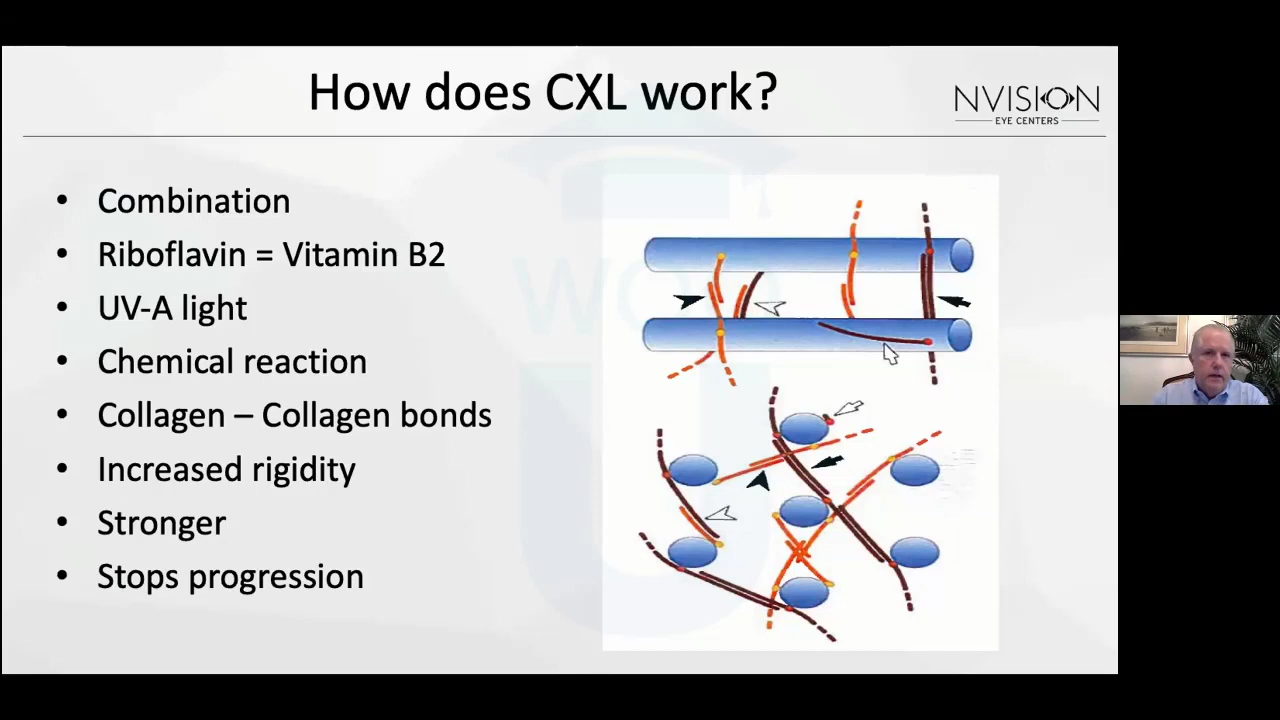 How does CXL work?
NVISION
EYE CENTERS
• Combination
• Riboflavin = Vitamin B2
• UV-A light
• Chemical reaction
• Collagen – Collagen bonds
• Increased rigidity
• Stronger
• Stops progression
WOO
U